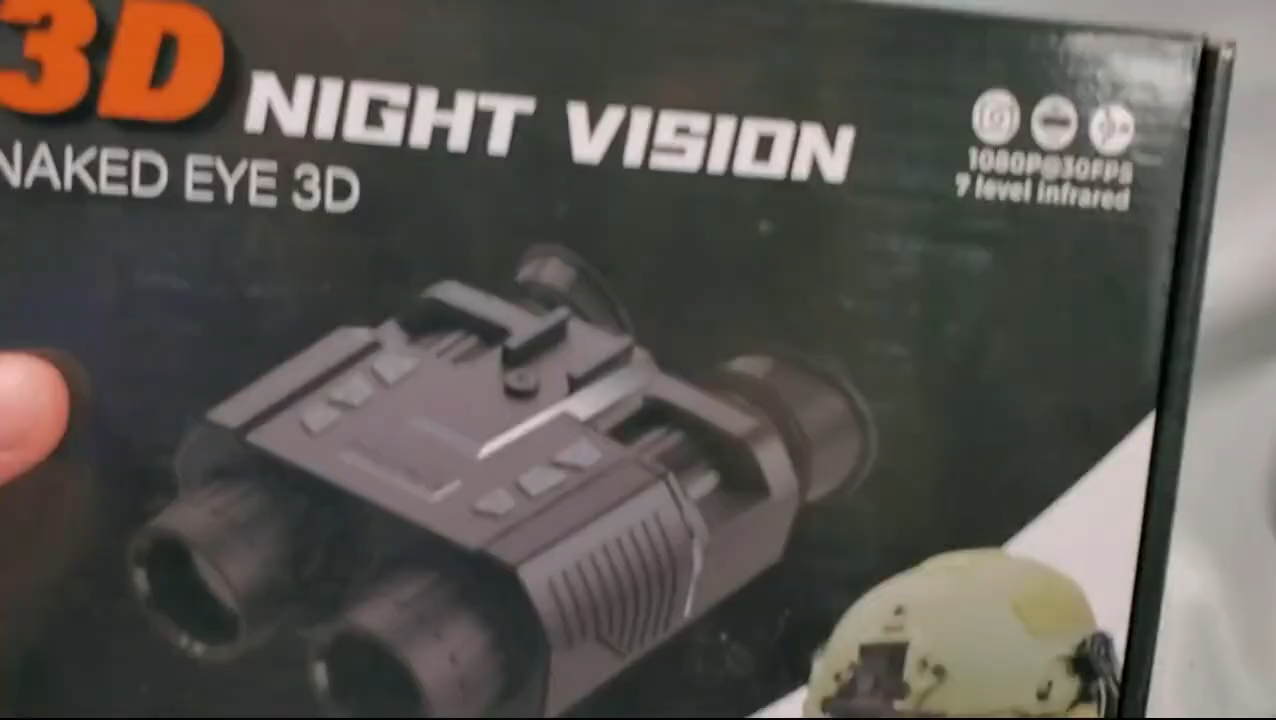 3D NIGHT VISION
NAKED EYE 3D
1080P@30FPS
7 level infrared